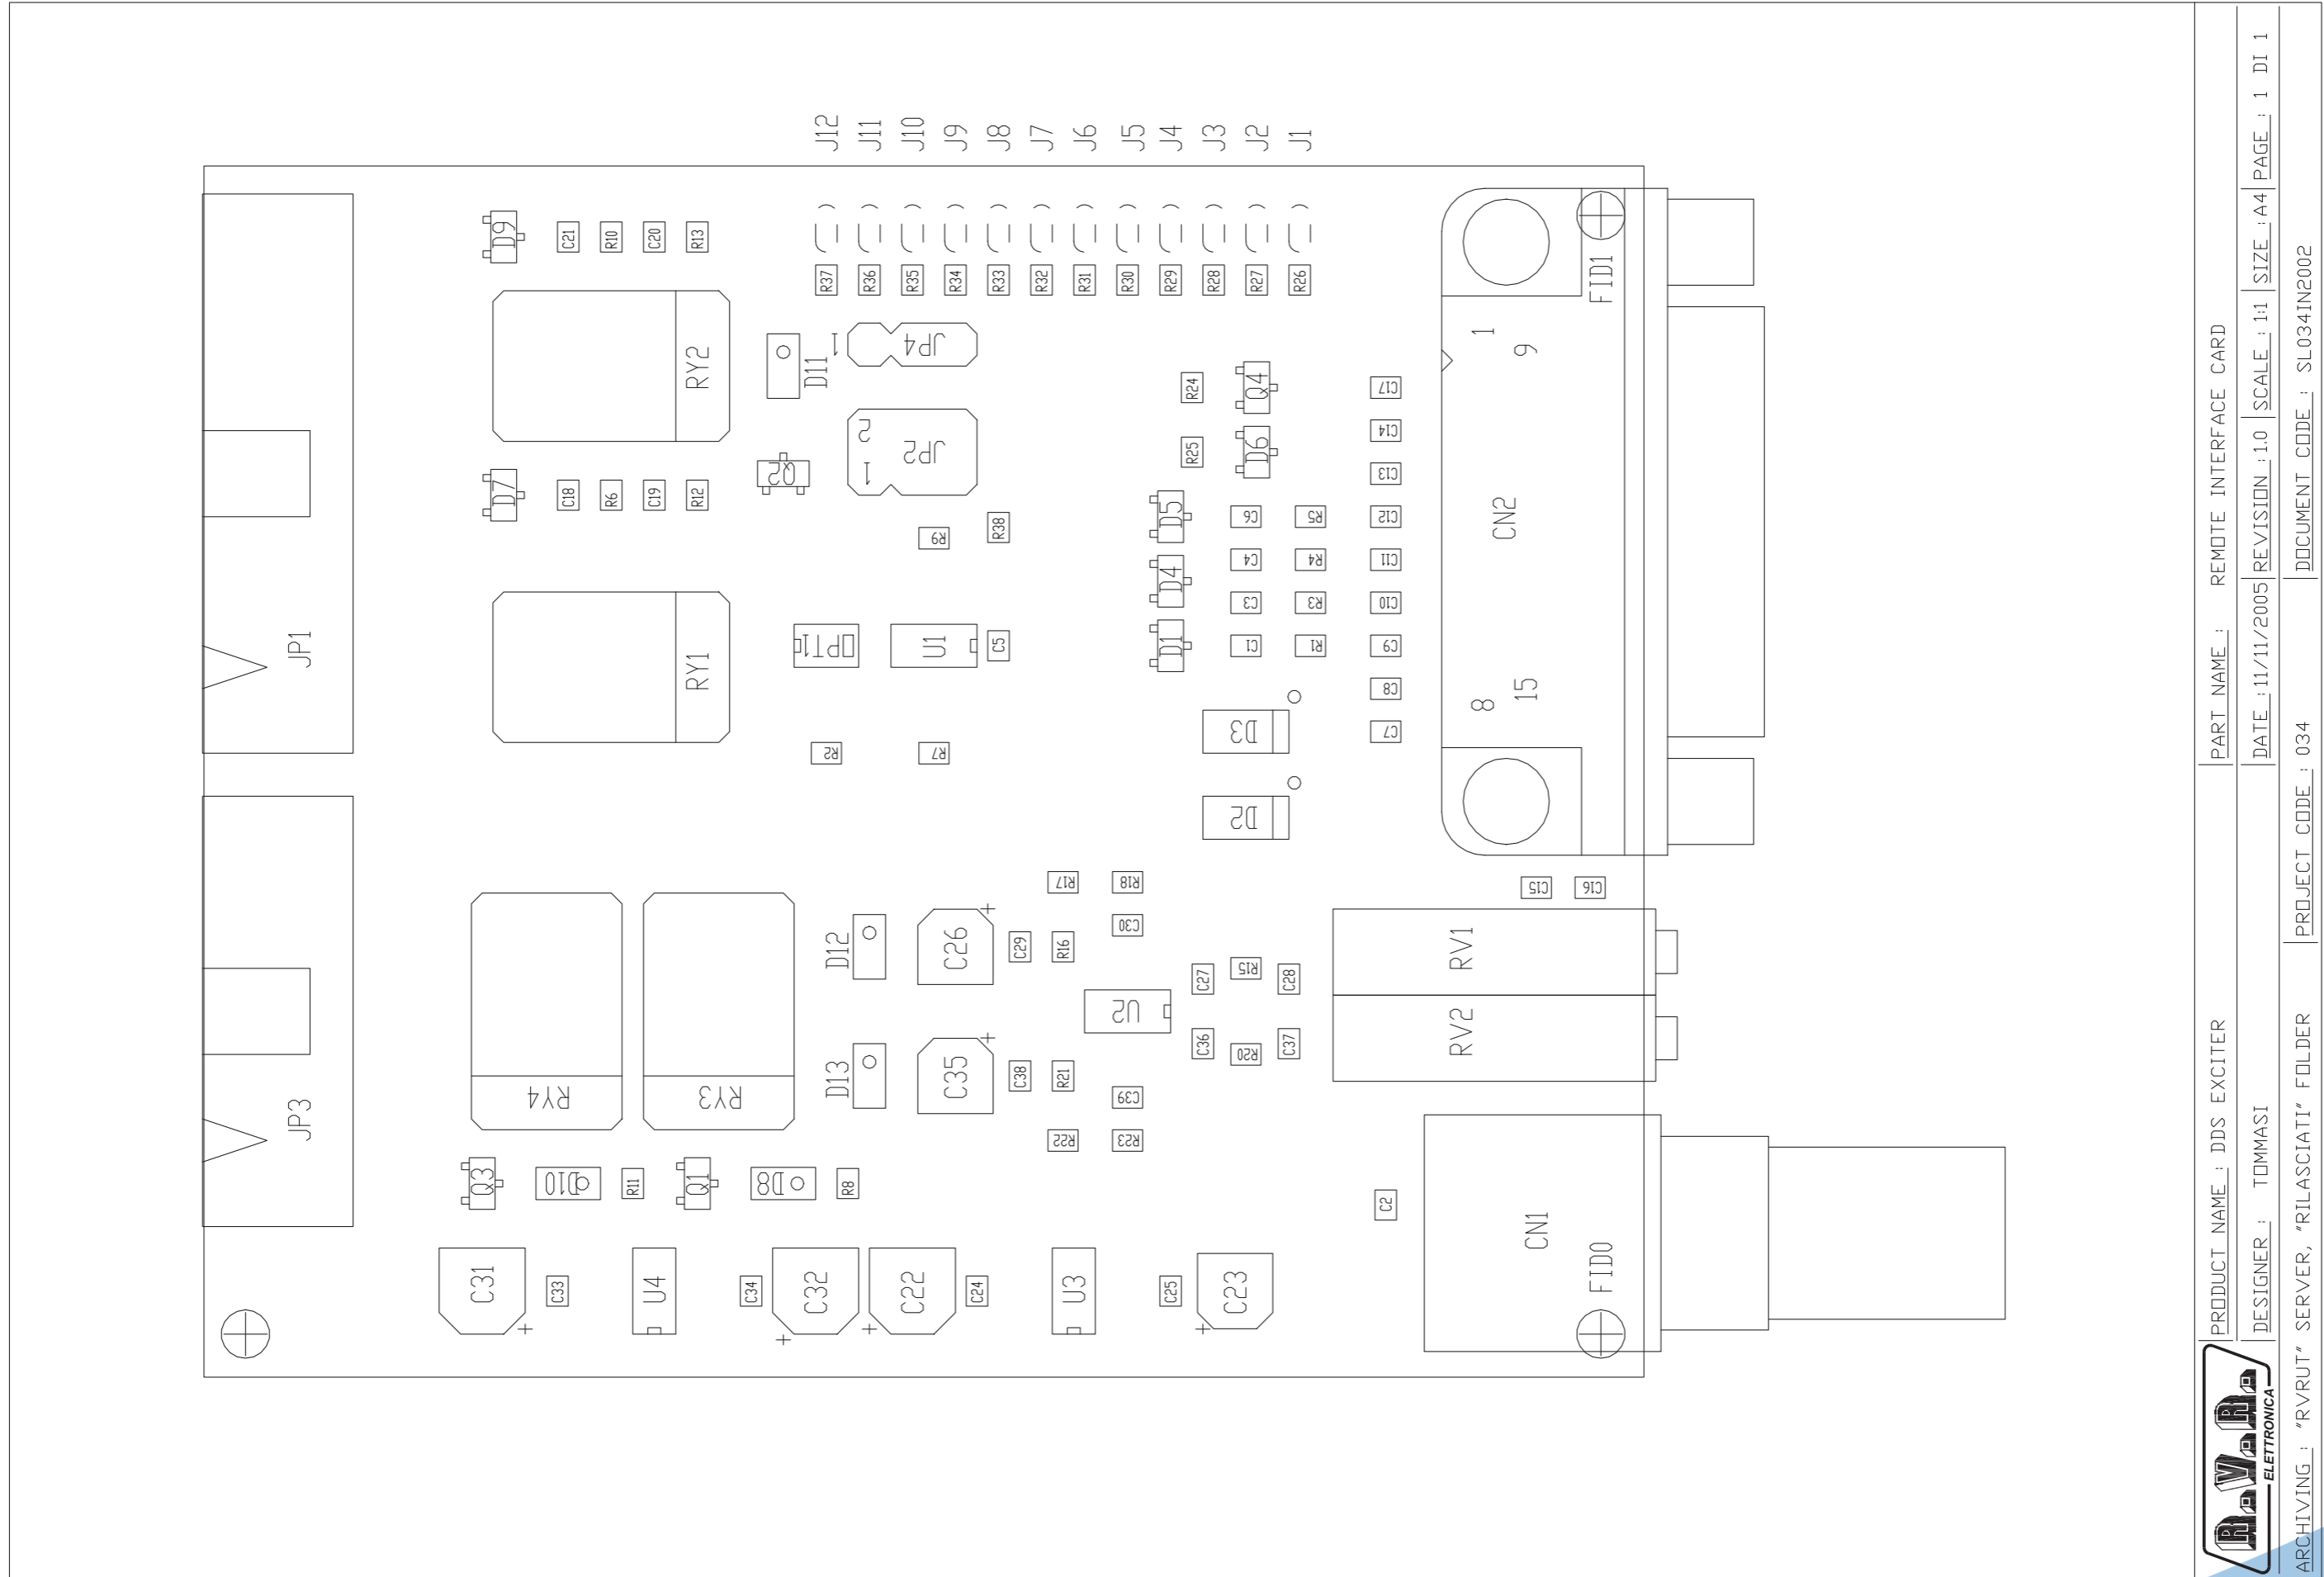 J12
J11
J10
J9
J8
J7
J6
J5
J4
J3
J2
J1
D9
C21
R10
C20
R13
R37
R36
R35
R34
R33
R32
R31
R30
R29
R28
R27
R26
FID1
RY2
D11
1
JP4
1
9
R24
Q4
C17
JP2
1
2
R25
D6
C14
C13
JP1
D7
C18
R6
C19
R12
Q2
R9
R38
D5
C6
R5
C12
CN2
D4
C4
R4
C11
C3
R3
C10
RY1
OPT1
U1
C5
D1
C1
R1
C9
C8
8
15
R2
R7
D3
C7
D2
R17
R18
C15
C16
D12
C26
+
C29
R16
C30
C27
R15
C28
RV1
U2
D13
C35
+
C38
R21
C36
R20
C37
RV2
JP3
RY4
RY3
C39
R22
R23
Q3
D10
R11
Q1
D8
R8
C2
CN1
C31
+
C33
U4
C34
C32
+
C22
+
C24
U3
C25
C23
+
FID0
R.V.R.
ELETTRONICA
PRODUCT NAME : DDS EXCITER
PART NAME : REMOTE INTERFACE CARD
DESIGNER : TOMMASI
DATE : 11/11/2005
REVISION : 1.0
SCALE : 1:1
SIZE : A4
PAGE : 1 DI 1
ARCHIVING : "RVRUT" SERVER, "RILASCIATI" FOLDER
PROJECT CODE : 034
DOCUMENT CODE : SL034IN2002